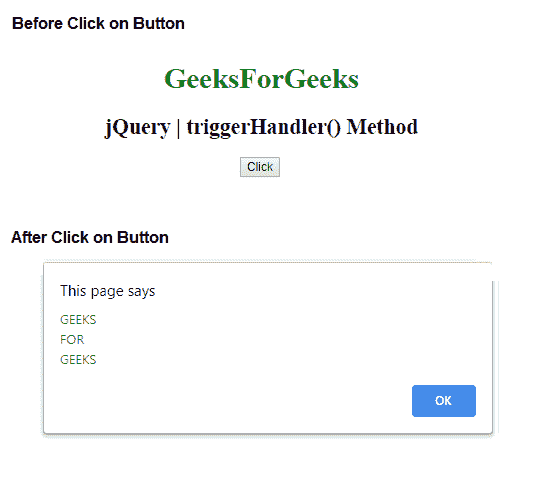 Before Click on Button
GeeksForGeeks
jQuery | triggerHandler() Method
Click
After Click on Button
This page says
GEEKS
FOR
GEEKS
OK